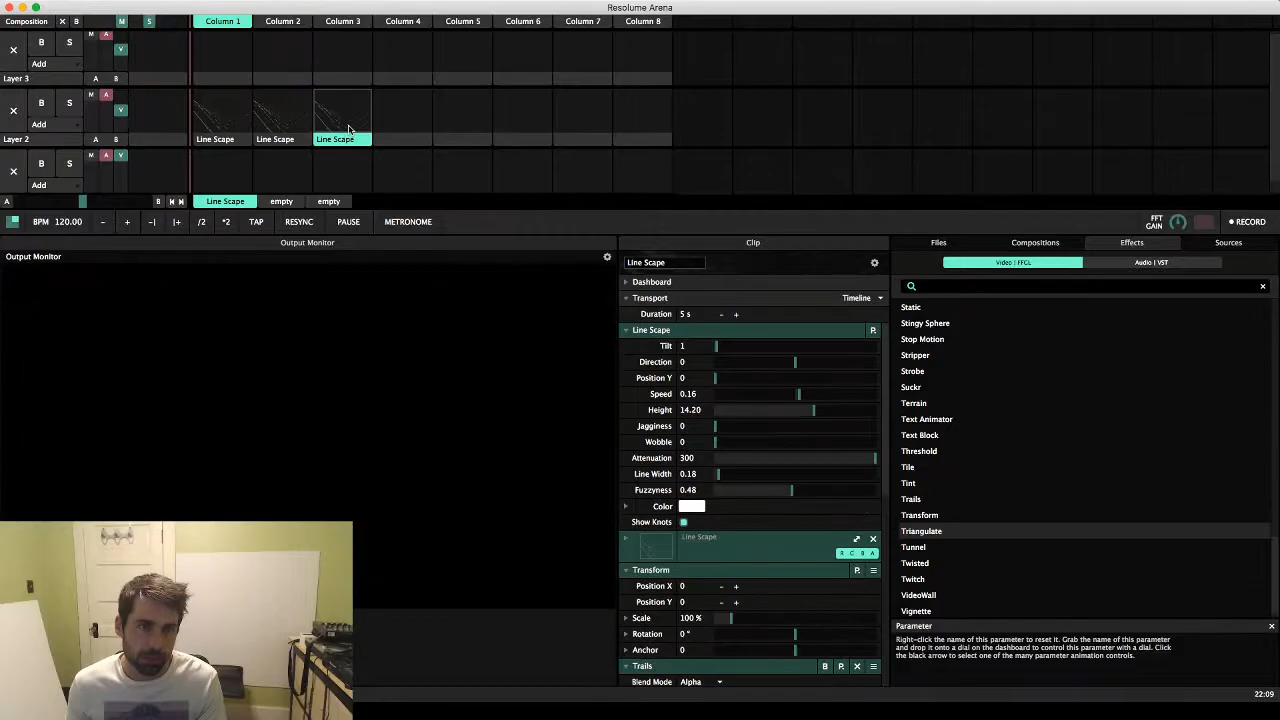 Resolume Arena
Composition X B M S Column 1 Column 2 Column 3 Column 4 Column 5 Column 6 Column 7 Column 8
B S M A V
Add
Layer 3 A B
B S M A V
Add
Layer 2 A B Line Scape Line Scape Line Scape
B S M A V
Add
A B Line Scape empty empty
BPM 120.00 - + -| |+ /2 *2 TAP RESYNC PAUSE METRONOME FFT GAIN RECORD
Output Monitor Clip Files Compositions Effects Sources
Output Monitor
Line Scape
Dashboard
Transport Timeline
Duration 5 s - +
Line Scape P.
Tilt 1
Direction 0
Position Y 0
Speed 0.16
Height 14.20
Jagginess 0
Wobble 0
Attenuation 300
Line Width 0.18
Fuzzyness 0.48
Color
Show Knots
Line Scape
R G B A
Transform P.
Position X 0 - +
Position Y 0 - +
Scale 100 %
Rotation 0 °
Anchor 0
Trails B P.
Blend Mode Alpha
Video | FFGL Audio | VST
Static
Stingy Sphere
Stop Motion
Stripper
Strobe
Suckr
Terrain
Text Animator
Text Block
Threshold
Tile
Tint
Trails
Transform
Triangulate
Tunnel
Twisted
Twitch
VideoWall
Vignette
Parameter
Right-click the name of this parameter to reset it. Grab the name of this parameter
and drop it onto a dial on the dashboard to control this parameter with a dial. Click
the black arrow to select one of the many parameter animation controls.
22:09